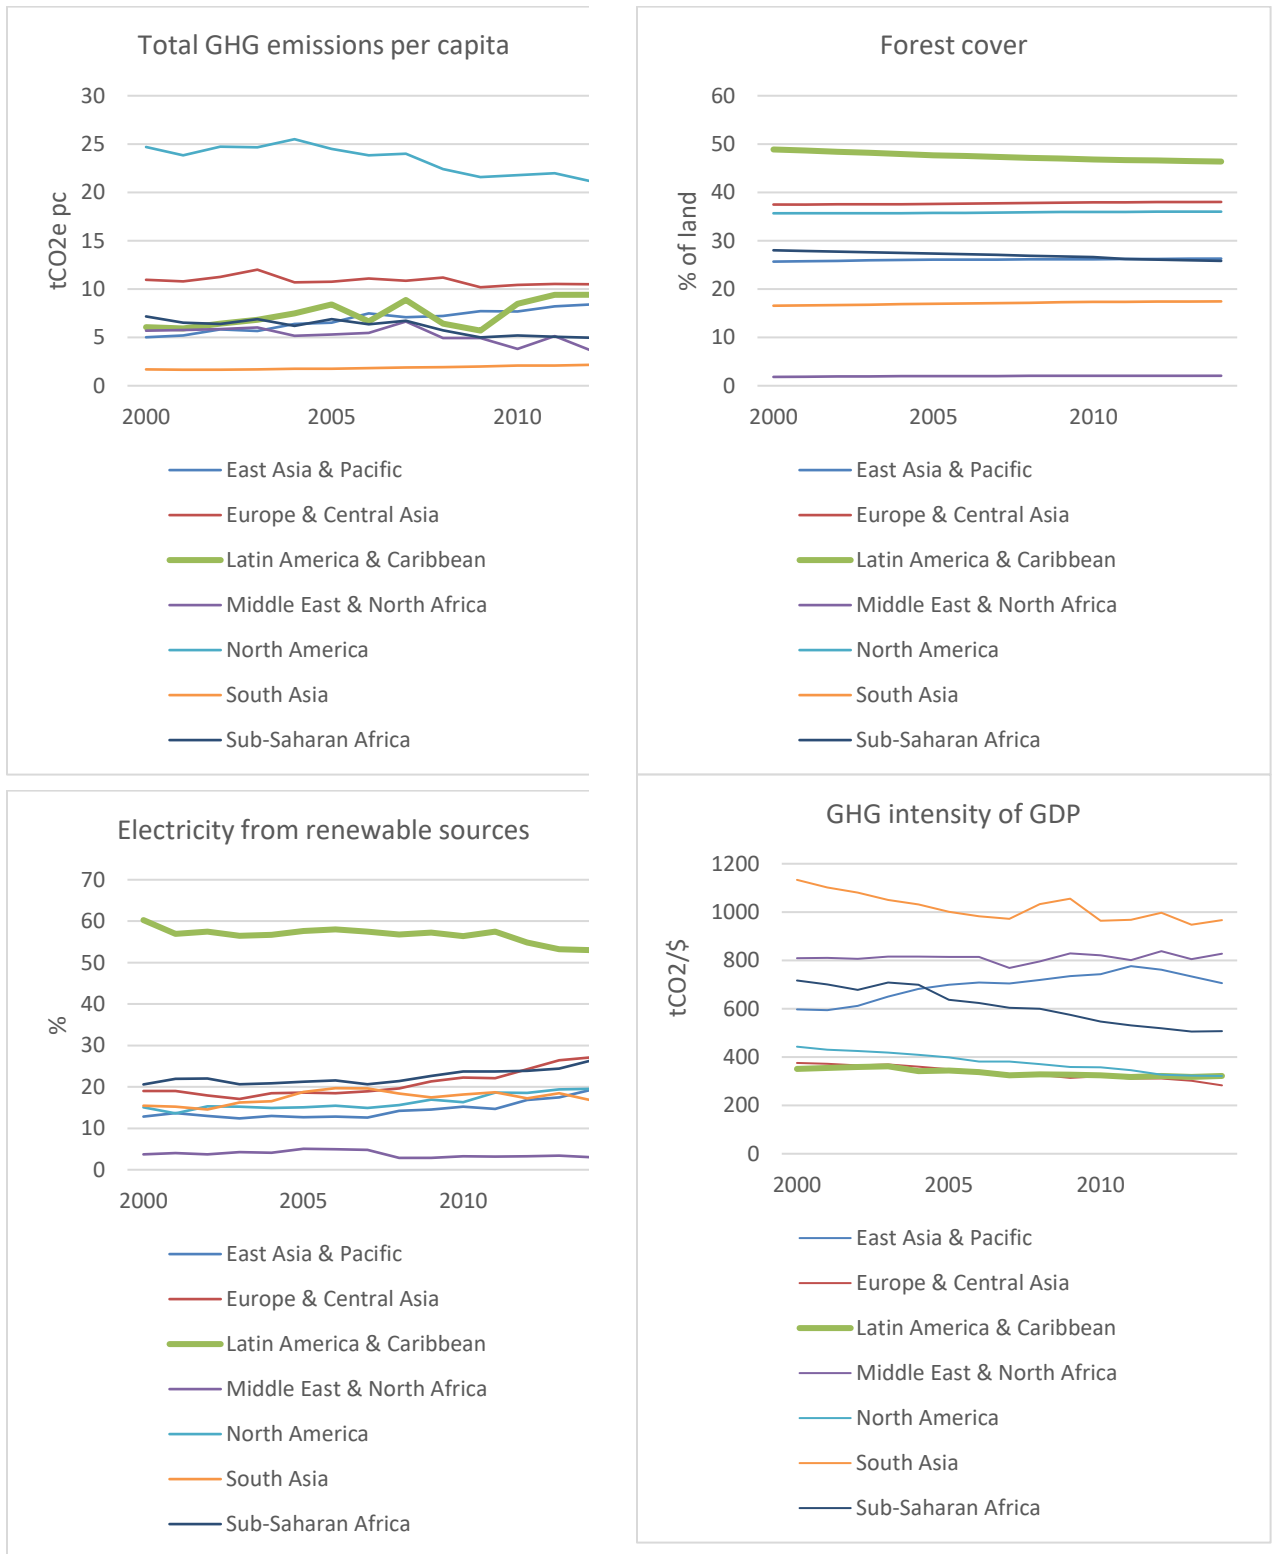 Total GHG emissions per capita
30
25
20
15
10
5
0
tCO2e pc
2000 2005 2010
East Asia & Pacific
Europe & Central Asia
Latin America & Caribbean
Middle East & North Africa
North America
South Asia
Sub-Saharan Africa
Forest cover
60
50
40
30
20
10
0
% of land
2000 2005 2010
East Asia & Pacific
Europe & Central Asia
Latin America & Caribbean
Middle East & North Africa
North America
South Asia
Sub-Saharan Africa
Electricity from renewable sources
70
60
50
40
30
20
10
0
%
2000 2005 2010
East Asia & Pacific
Europe & Central Asia
Latin America & Caribbean
Middle East & North Africa
North America
South Asia
Sub-Saharan Africa
GHG intensity of GDP
1200
1000
800
600
400
200
0
tCO2/$
2000 2005 2010
East Asia & Pacific
Europe & Central Asia
Latin America & Caribbean
Middle East & North Africa
North America
South Asia
Sub-Saharan Africa